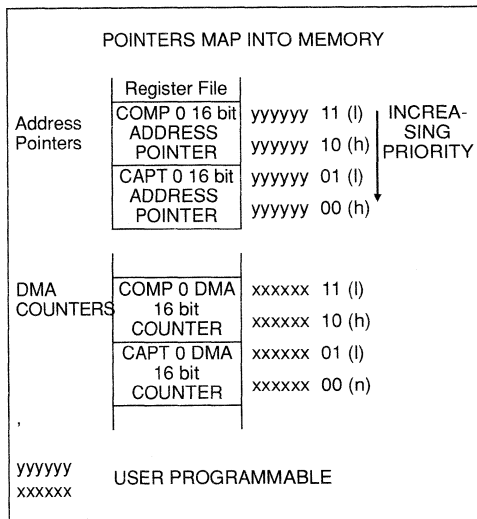 POINTERS MAP INTO MEMORY
Register File
Address
Pointers
COMP 0 16 bit
ADDRESS
POINTER
CAPT 0 16 bit
ADDRESS
POINTER
yyyyyy 11 (l)
yyyyyy 10 (h)
yyyyyy 01 (l)
yyyyyy 00 (h)
INCREA-
SING
PRIORITY
DMA
COUNTERS
COMP 0 DMA
16 bit
COUNTER
CAPT 0 DMA
16 bit
COUNTER
xxxxxx 11 (l)
xxxxxx 10 (h)
xxxxxx 01 (l)
xxxxxx 00 (n)
,
yyyyyy
xxxxxx
USER PROGRAMMABLE